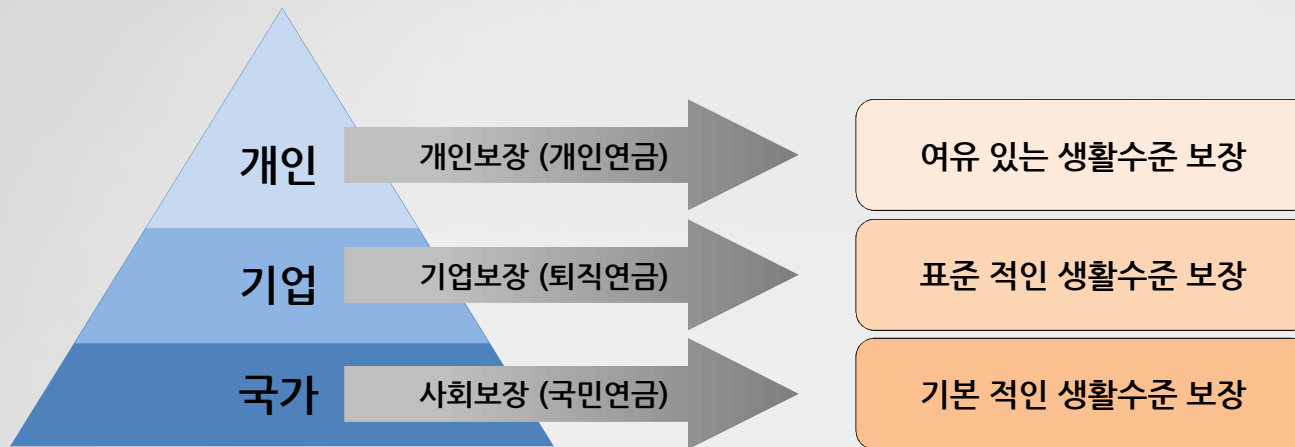 개인
개인보장 (개인연금)
여유 있는 생활수준 보장
기업
기업보장 (퇴직연금)
표준 적인 생활수준 보장
국가
사회보장 (국민연금)
기본 적인 생활수준 보장